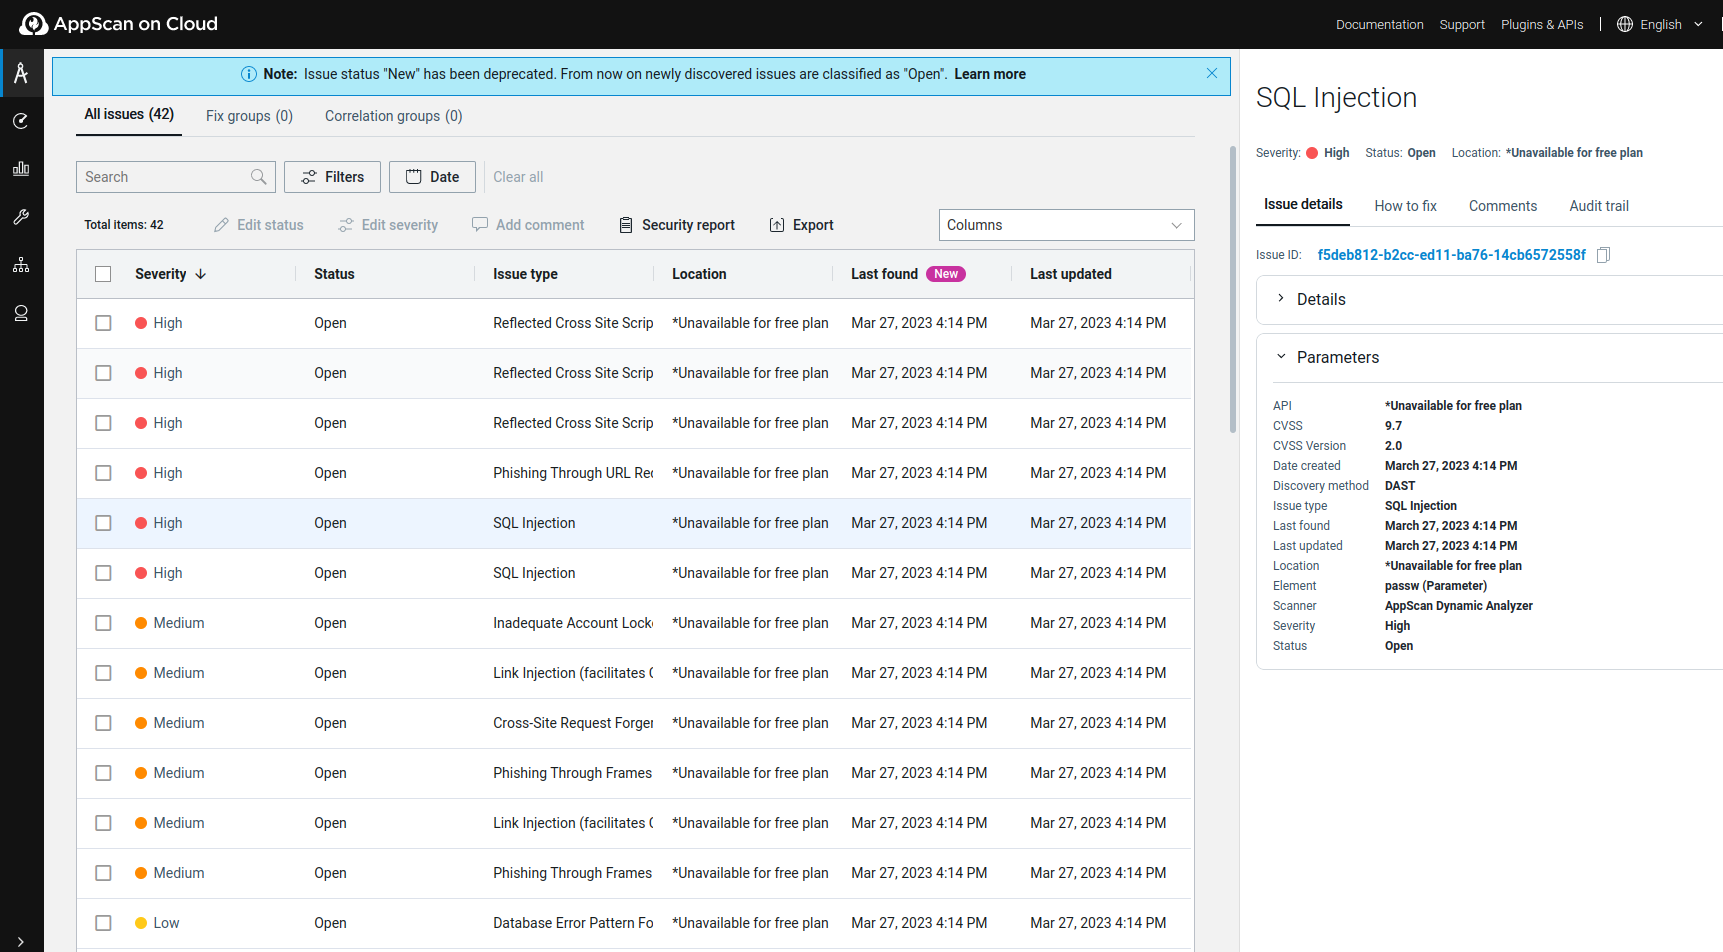 AppScan on Cloud
Documentation Support Plugins & APIs English
Note: Issue status "New" has been deprecated. From now on newly discovered issues are classified as "Open". Learn more
All issues (42) Fix groups (0) Correlation groups (0)
Search Filters Date Clear all
Total items: 42 Edit status Edit severity Add comment Security report Export Columns
Severity Status Issue type Location Last found New Last updated
High Open Reflected Cross Site Scrip *Unavailable for free plan Mar 27, 2023 4:14 PM Mar 27, 2023 4:14 PM
High Open Reflected Cross Site Scrip *Unavailable for free plan Mar 27, 2023 4:14 PM Mar 27, 2023 4:14 PM
High Open Reflected Cross Site Scrip *Unavailable for free plan Mar 27, 2023 4:14 PM Mar 27, 2023 4:14 PM
High Open Phishing Through URL Rec *Unavailable for free plan Mar 27, 2023 4:14 PM Mar 27, 2023 4:14 PM
High Open SQL Injection *Unavailable for free plan Mar 27, 2023 4:14 PM Mar 27, 2023 4:14 PM
High Open SQL Injection *Unavailable for free plan Mar 27, 2023 4:14 PM Mar 27, 2023 4:14 PM
Medium Open Inadequate Account Lock *Unavailable for free plan Mar 27, 2023 4:14 PM Mar 27, 2023 4:14 PM
Medium Open Link Injection (facilitates C *Unavailable for free plan Mar 27, 2023 4:14 PM Mar 27, 2023 4:14 PM
Medium Open Cross-Site Request Forger *Unavailable for free plan Mar 27, 2023 4:14 PM Mar 27, 2023 4:14 PM
Medium Open Phishing Through Frames *Unavailable for free plan Mar 27, 2023 4:14 PM Mar 27, 2023 4:14 PM
Medium Open Link Injection (facilitates C *Unavailable for free plan Mar 27, 2023 4:14 PM Mar 27, 2023 4:14 PM
Medium Open Phishing Through Frames *Unavailable for free plan Mar 27, 2023 4:14 PM Mar 27, 2023 4:14 PM
Low Open Database Error Pattern Fo *Unavailable for free plan Mar 27, 2023 4:14 PM Mar 27, 2023 4:14 PM
SQL Injection
Severity: High Status: Open Location: *Unavailable for free plan
Issue details How to fix Comments Audit trail
Issue ID: f5deb812-b2cc-ed11-ba76-14cb6572558f
Details
Parameters
API *Unavailable for free plan
CVSS 9.7
CVSS Version 2.0
Date created March 27, 2023 4:14 PM
Discovery method DAST
Issue type SQL Injection
Last found March 27, 2023 4:14 PM
Last updated March 27, 2023 4:14 PM
Location *Unavailable for free plan
Element passw (Parameter)
Scanner AppScan Dynamic Analyzer
Severity High
Status Open